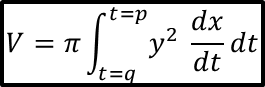 V = π ∫_{t=q}^{t=p} y² dx/dt dt